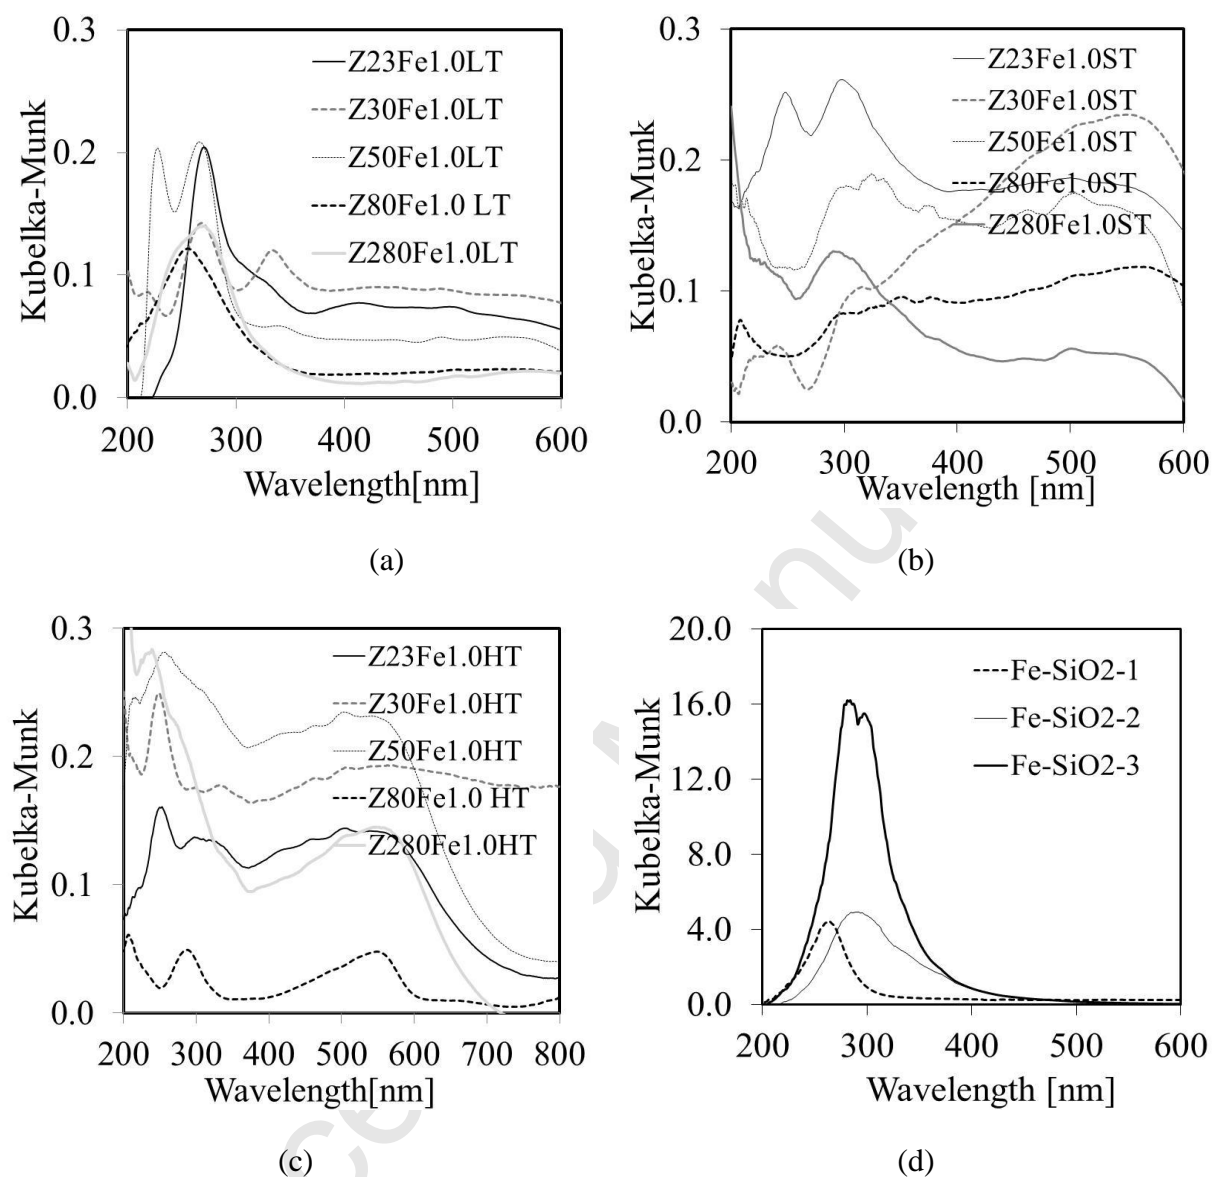 0.3
0.2
0.1
0.0
Kubelka-Munk
Z23Fe1.0LT
Z30Fe1.0LT
Z50Fe1.0LT
Z80Fe1.0 LT
Z280Fe1.0LT
200 300 400 500 600
Wavelength[nm]
(a)
0.3
0.2
0.1
0.0
Kubelka-Munk
Z23Fe1.0ST
Z30Fe1.0ST
Z50Fe1.0ST
Z80Fe1.0ST
Z280Fe1.0ST
200 300 400 500 600
Wavelength [nm]
(b)
0.3
0.2
0.1
0.0
Kubelka-Munk
Z23Fe1.0HT
Z30Fe1.0HT
Z50Fe1.0HT
Z80Fe1.0 HT
Z280Fe1.0HT
200 300 400 500 600 700 800
Wavelength[nm]
(c)
20.0
16.0
12.0
8.0
4.0
0.0
Kubelka-Munk
Fe-SiO2-1
Fe-SiO2-2
Fe-SiO2-3
200 300 400 500 600
Wavelength [nm]
(d)